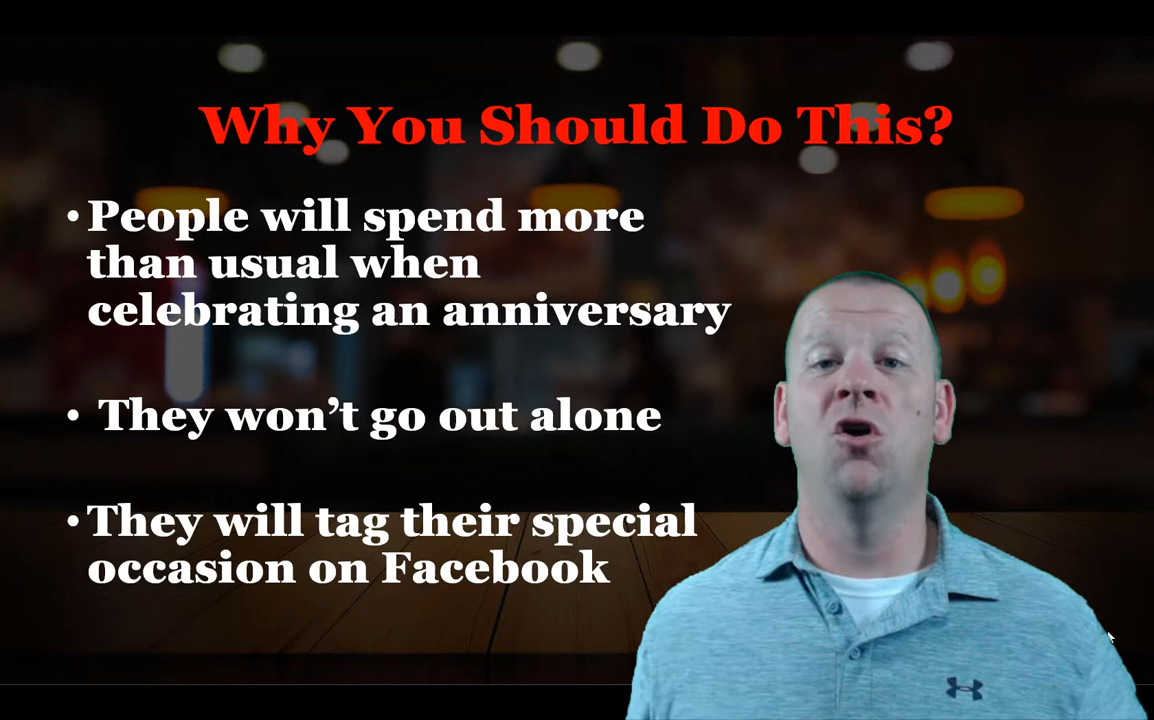 Why You Should Do This?
• People will spend more
than usual when
celebrating an anniversary
• They won’t go out alone
• They will tag their special
occasion on Facebook